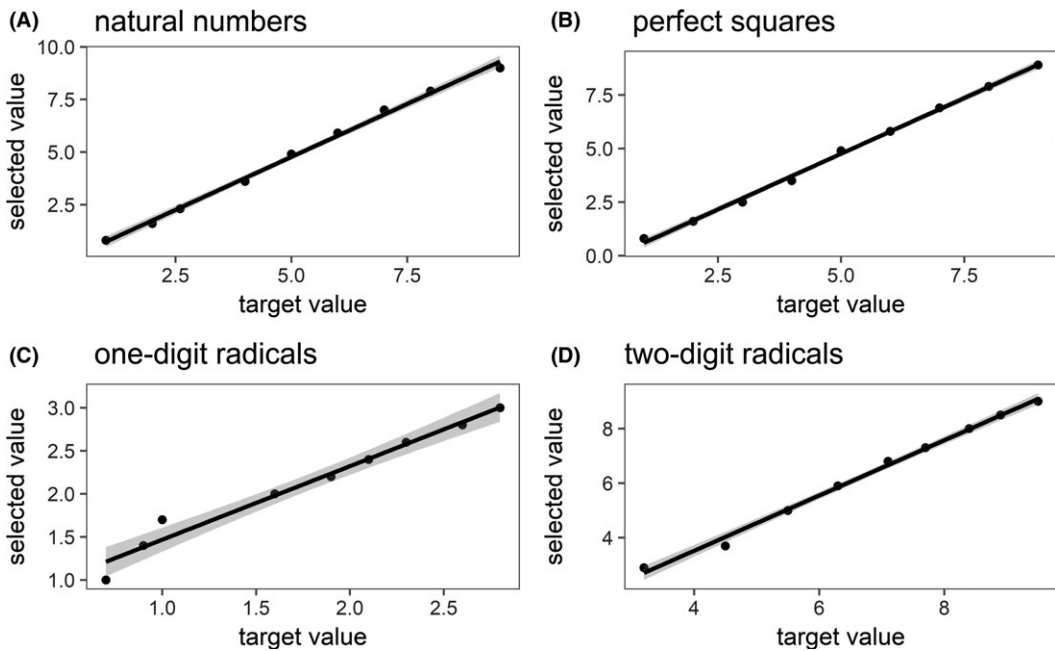 (A) natural numbers
10.0
7.5
5.0
2.5
selected value
2.5 5.0 7.5
target value
(B) perfect squares
7.5
5.0
2.5
0.0
selected value
2.5 5.0 7.5
target value
(C) one-digit radicals
3.0
2.5
2.0
1.5
1.0
selected value
1.0 1.5 2.0 2.5
target value
(D) two-digit radicals
8
6
4
selected value
4 6 8
target value